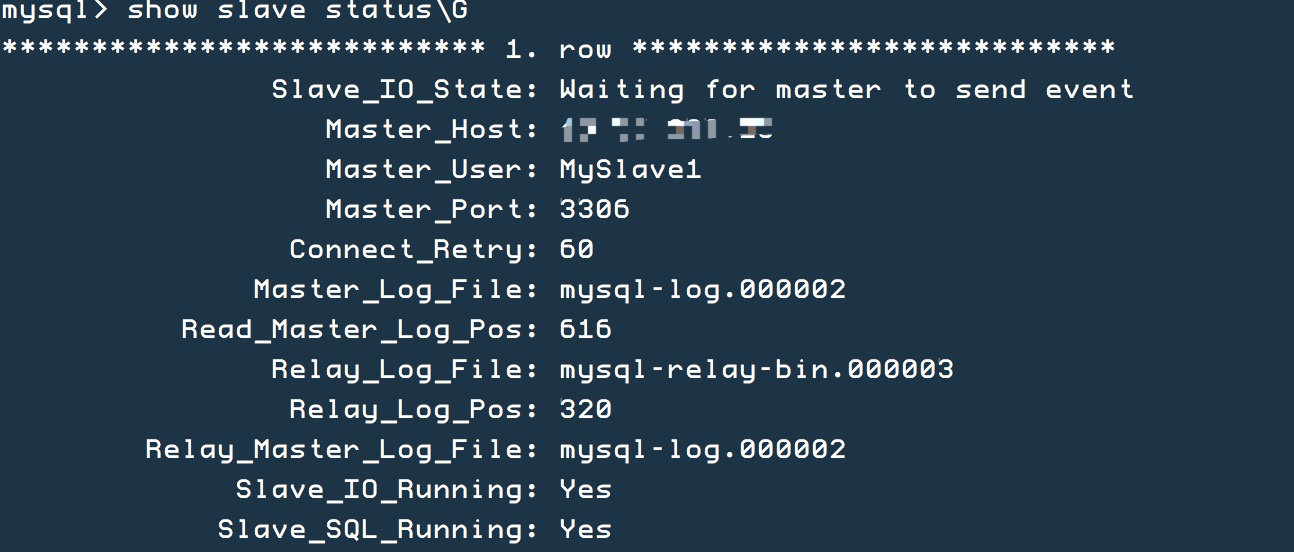 mysql> show slave status\G
*************************** 1. row ***************************
Slave_IO_State: Waiting for master to send event
Master_Host:
Master_User: MySlave1
Master_Port: 3306
Connect_Retry: 60
Master_Log_File: mysql-log.000002
Read_Master_Log_Pos: 616
Relay_Log_File: mysql-relay-bin.000003
Relay_Log_Pos: 320
Relay_Master_Log_File: mysql-log.000002
Slave_IO_Running: Yes
Slave_SQL_Running: Yes